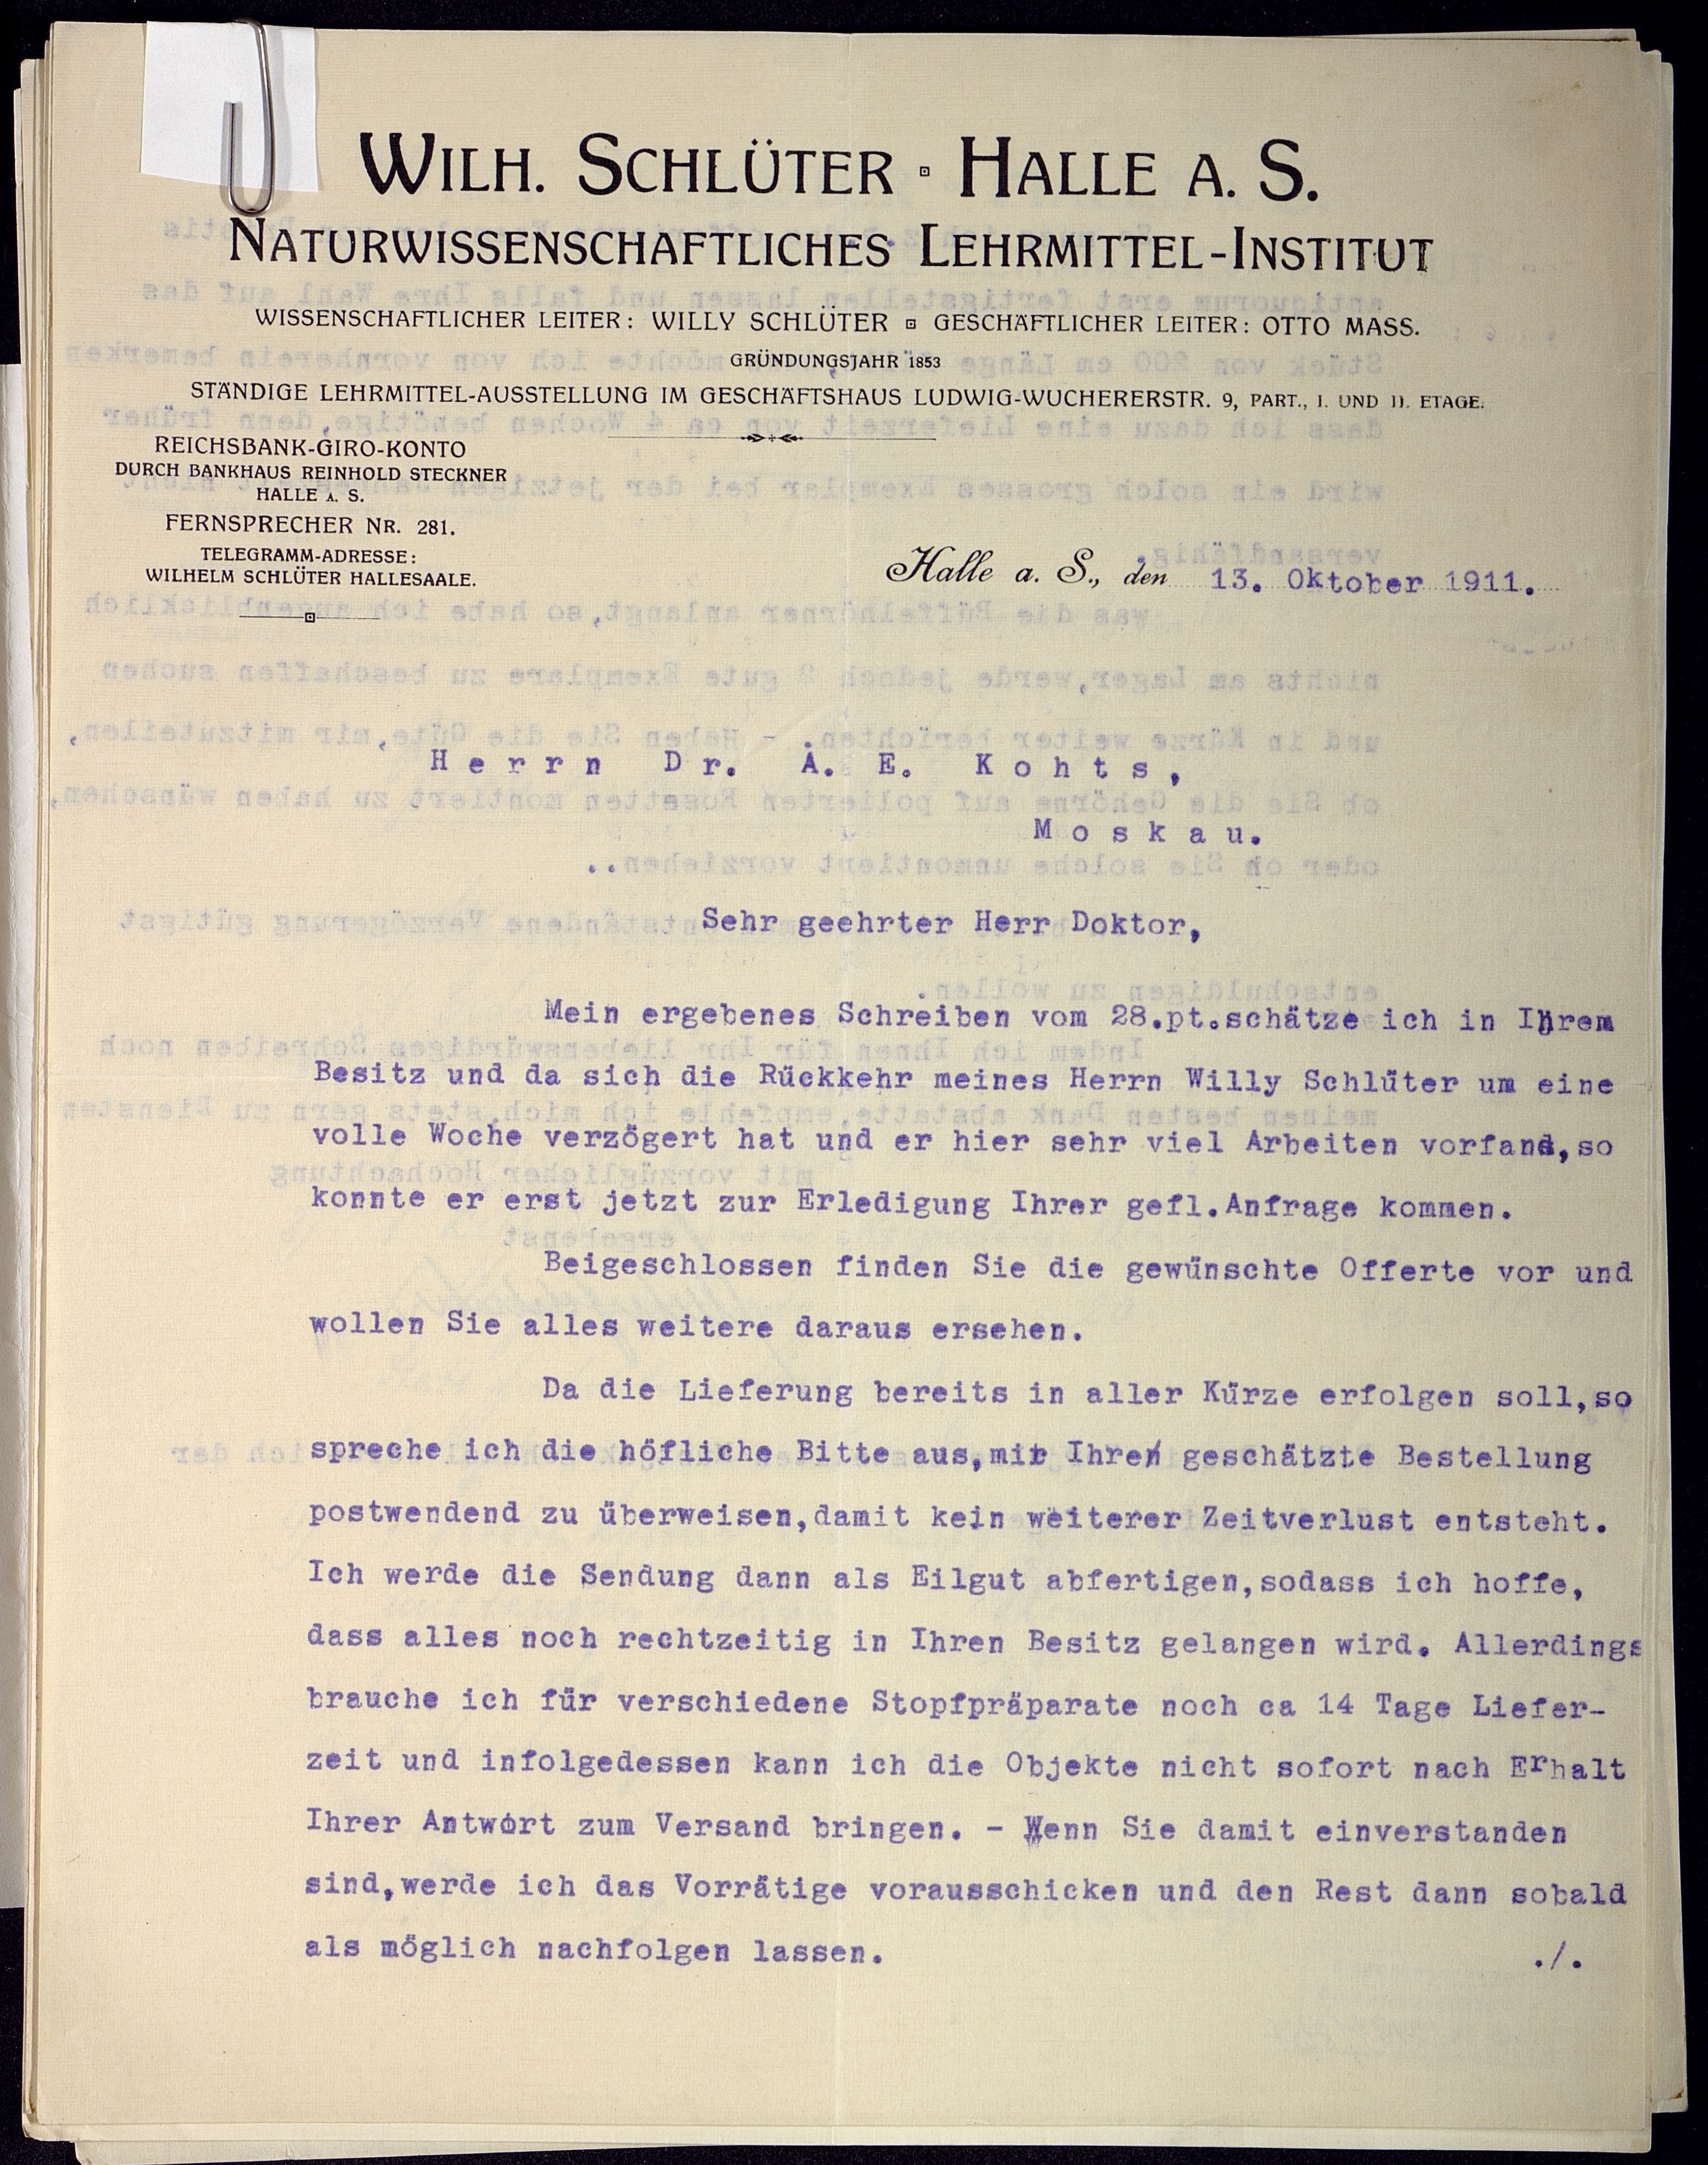 WILH. SCHLÜTER ▫ HALLE A. S.
NATURWISSENSCHAFTLICHES LEHRMITTEL-INSTITUT
WISSENSCHAFTLICHER LEITER: WILLY SCHLÜTER ▫ GESCHÄFTLICHER LEITER: OTTO MASS.
GRÜNDUNGSJAHR 1853
STÄNDIGE LEHRMITTEL-AUSSTELLUNG IM GESCHÄFTSHAUS LUDWIG-WUCHERERSTR. 9, PART., I. UND II. ETAGE.
REICHSBANK-GIRO-KONTO
DURCH BANKHAUS REINHOLD STECKNER
HALLE A. S.
FERNSPRECHER NR. 281.
TELEGRAMM-ADRESSE:
WILHELM SCHLÜTER HALLESAALE.
Halle a. S., den 13. Oktober 1911.
Herrn Dr. A. E. Kohts,
Moskau.
Sehr geehrter Herr Doktor,
Mein ergebenes Schreiben vom 28.pt.schätze ich in Ihrem
Besitz und da sich die Rückkehr meines Herrn Willy Schlüter um eine
volle Woche verzögert hat und er hier sehr viel Arbeiten vorfand,so
konnte er erst jetzt zur Erledigung Ihrer gefl.Anfrage kommen.
Beigeschlossen finden Sie die gewünschte Offerte vor und
wollen Sie alles weitere daraus ersehen.
Da die Lieferung bereits in aller Kürze erfolgen soll,so
spreche ich die höfliche Bitte aus,mir Ihre geschätzte Bestellung
postwendend zu überweisen,damit kein weiterer Zeitverlust entsteht.
Ich werde die Sendung dann als Eilgut abfertigen,sodass ich hoffe,
dass alles noch rechtzeitig in Ihren Besitz gelangen wird. Allerdings
brauche ich für verschiedene Stopfpräparate noch ca 14 Tage Liefer-
zeit und infolgedessen kann ich die Objekte nicht sofort nach Erhalt
Ihrer Antwort zum Versand bringen. - Wenn Sie damit einverstanden
sind,werde ich das Vorrätige vorausschicken und den Rest dann sobald
als möglich nachfolgen lassen. ./.